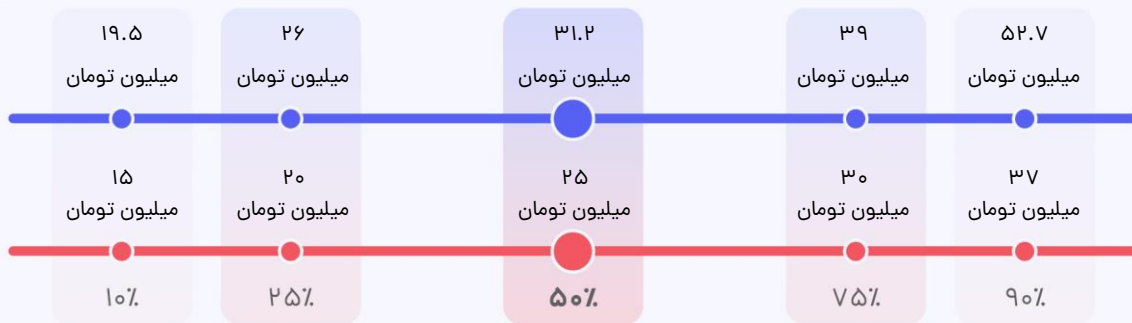 ۱۹.۵ ۲۶ ۳۱.۲ ۳۹ ۵۲.۷
میلیون تومان میلیون تومان میلیون تومان میلیون تومان میلیون تومان
۱۵ ۲۰ ۲۵ ۳۰ ۳۷
میلیون تومان میلیون تومان میلیون تومان میلیون تومان میلیون تومان
۱۰٪ ۲۵٪ ۵۰٪ ۷۵٪ ۹۰٪